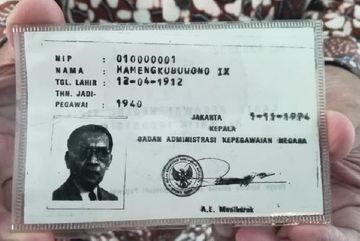 NIP : 010000001
NAMA : HAMENGKUBUWONO IX
TGL. LAHIR : 12-04-1912
THN. JADI-
PEGAWAI : 1940
JAKARTA 1-11-1974
KEPALA
BADAN ADMINISTRASI KEPEGAWAIAN NEGARA
A.E. Manihuruk